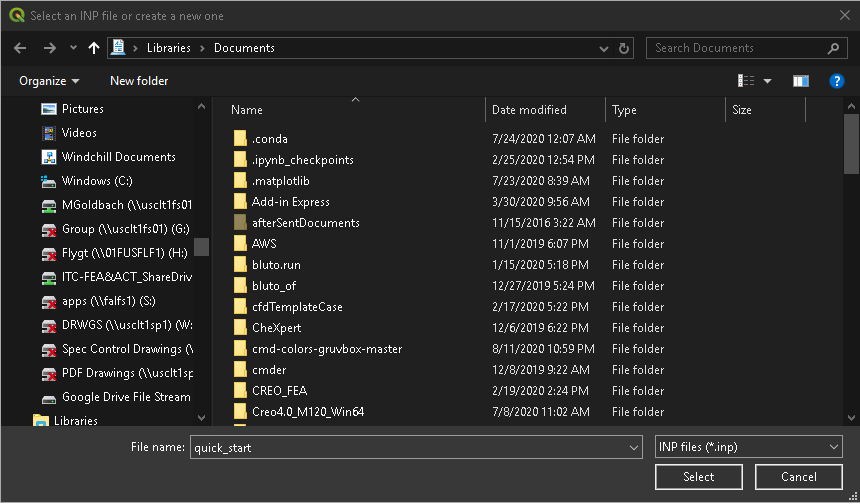 Select an INP file or create a new one
Libraries > Documents
Search Documents
Organize
New folder
?
Pictures
Videos
Windchill Documents
Windows (C:)
MGoldbach (\\usclt1fs01
Group (\\usclt1fs01) (G:)
Flygt (\\01FUSFLF1) (H:)
ITC-FEA&ACT_ShareDriv
apps (\\falfs1) (S:)
DRWGS (\\usclt1sp1) (W:
Spec Control Drawings (\
PDF Drawings (\\usclt1sp
Google Drive File Stream
Libraries
Name Date modified Type Size
.conda 7/24/2020 12:07 AM File folder
.ipynb_checkpoints 2/25/2020 12:54 PM File folder
.matplotlib 7/23/2020 8:39 AM File folder
Add-in Express 3/30/2020 9:56 AM File folder
afterSentDocuments 11/15/2016 3:22 AM File folder
AWS 11/1/2019 6:07 PM File folder
bluto.run 1/15/2020 5:18 PM File folder
bluto_of 12/27/2019 5:24 PM File folder
cfdTemplateCase 2/17/2020 5:22 PM File folder
CheXpert 12/6/2019 6:22 PM File folder
cmd-colors-gruvbox-master 8/11/2020 10:59 PM File folder
cmder 12/8/2019 9:22 AM File folder
CREO_FEA 2/19/2020 2:24 PM File folder
Creo4.0_M120_Win64 7/8/2020 11:02 AM File folder
File name: quick_start
INP files (*.inp)
Select
Cancel